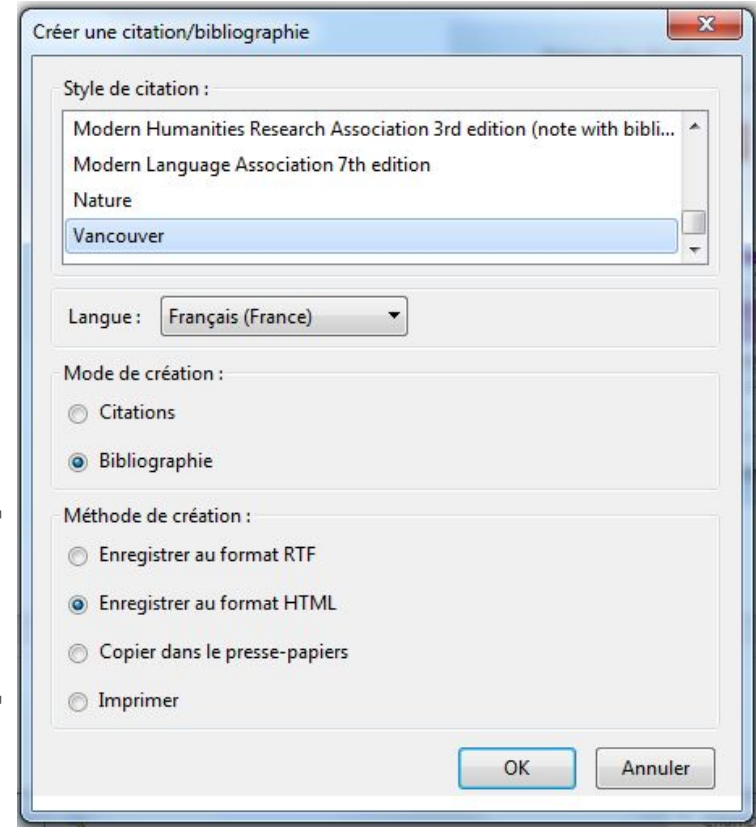 Créer une citation/bibliographie
Style de citation :
Modern Humanities Research Association 3rd edition (note with bibli...
Modern Language Association 7th edition
Nature
Vancouver
Langue :
Français (France)
Mode de création :
Citations
Bibliographie
Méthode de création :
Enregistrer au format RTF
Enregistrer au format HTML
Copier dans le presse-papiers
Imprimer
OK
Annuler